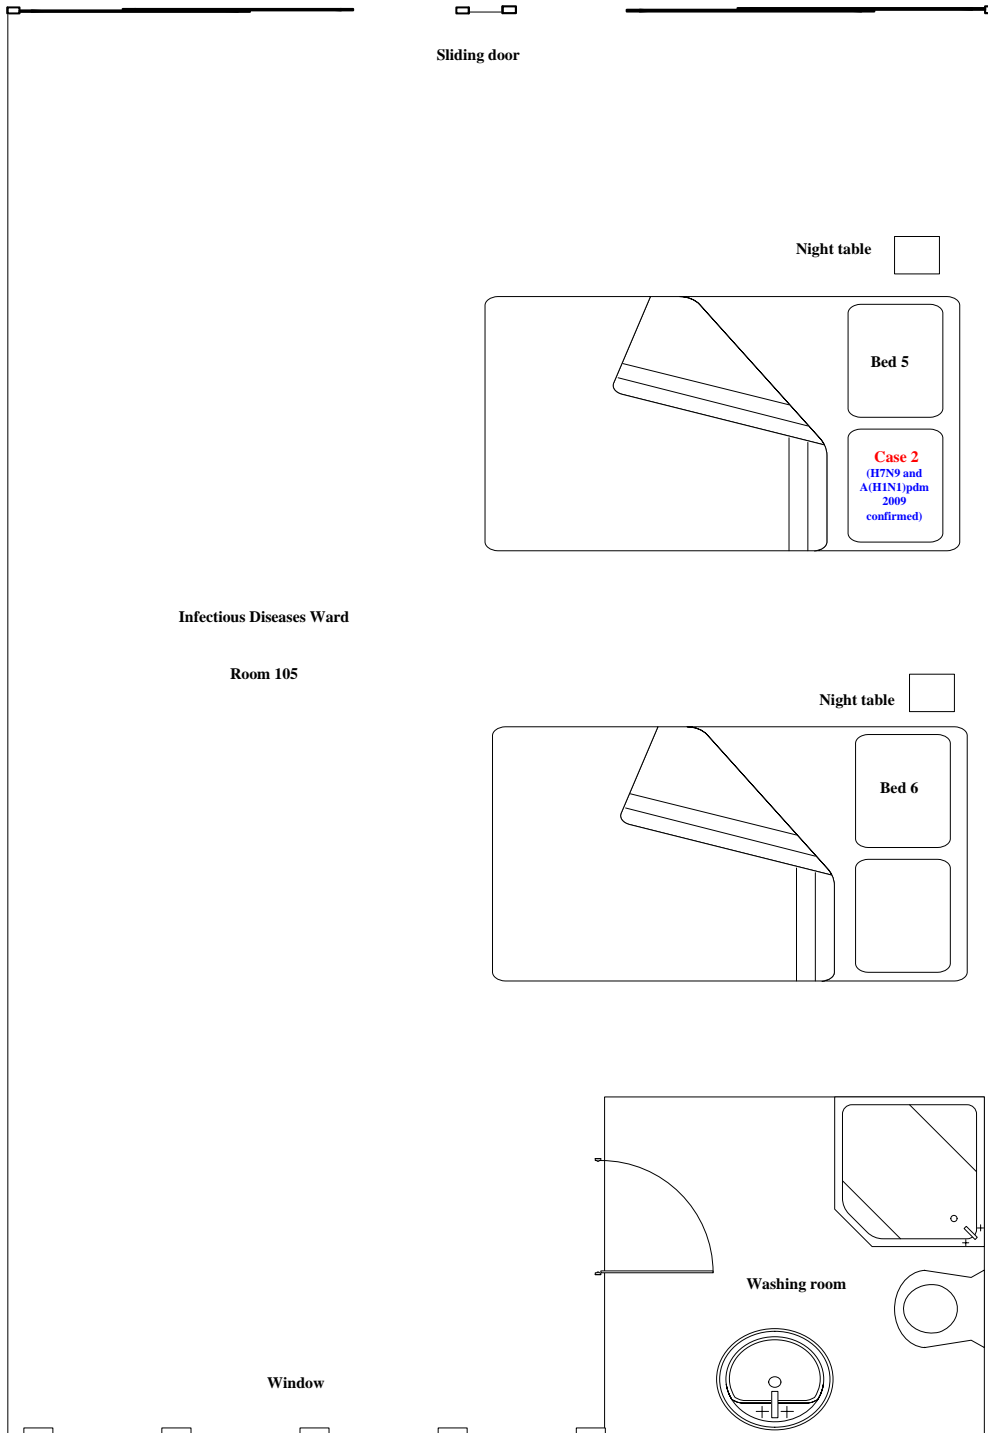 Sliding door
Night table
Bed 5
Case 2
(H7N9 and
A(H1N1)pdm
2009
confirmed)
Infectious Diseases Ward
Room 105
Night table
Bed 6
Washing room
Window